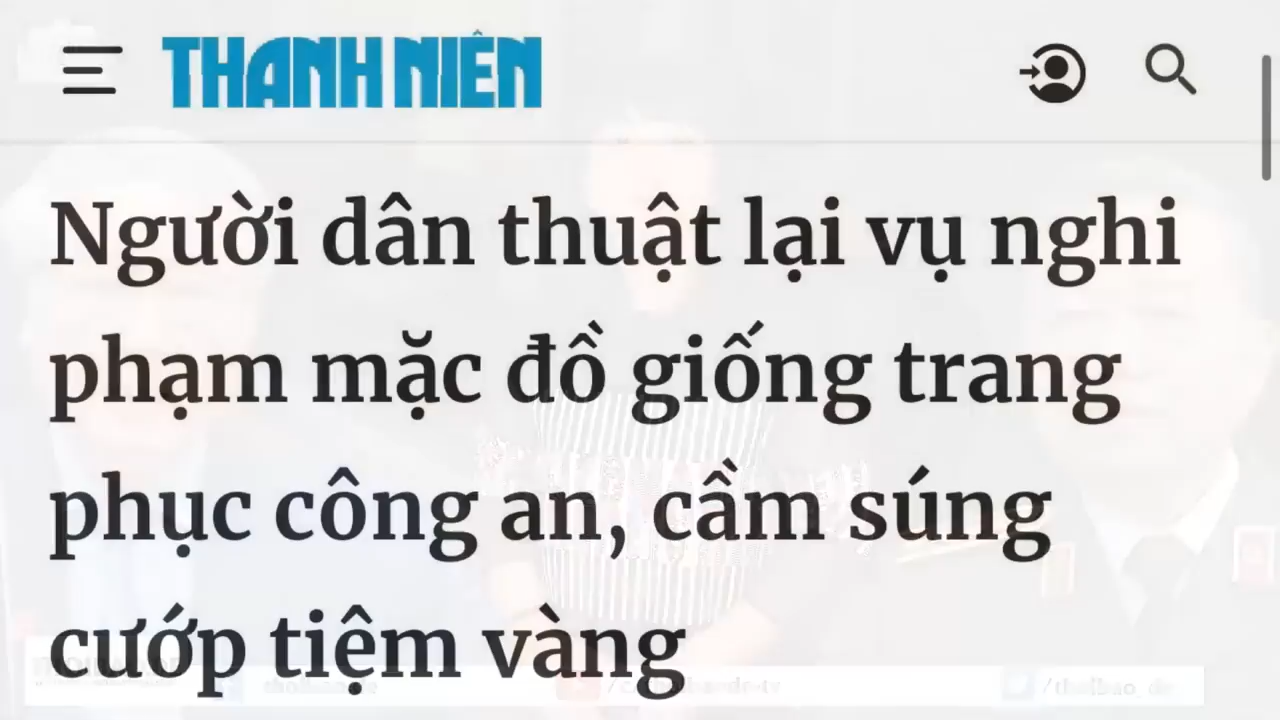 THANH NIÊN
Người dân thuật lại vụ nghi
phạm mặc đồ giống trang
phục công an, cầm súng
cướp tiệm vàng